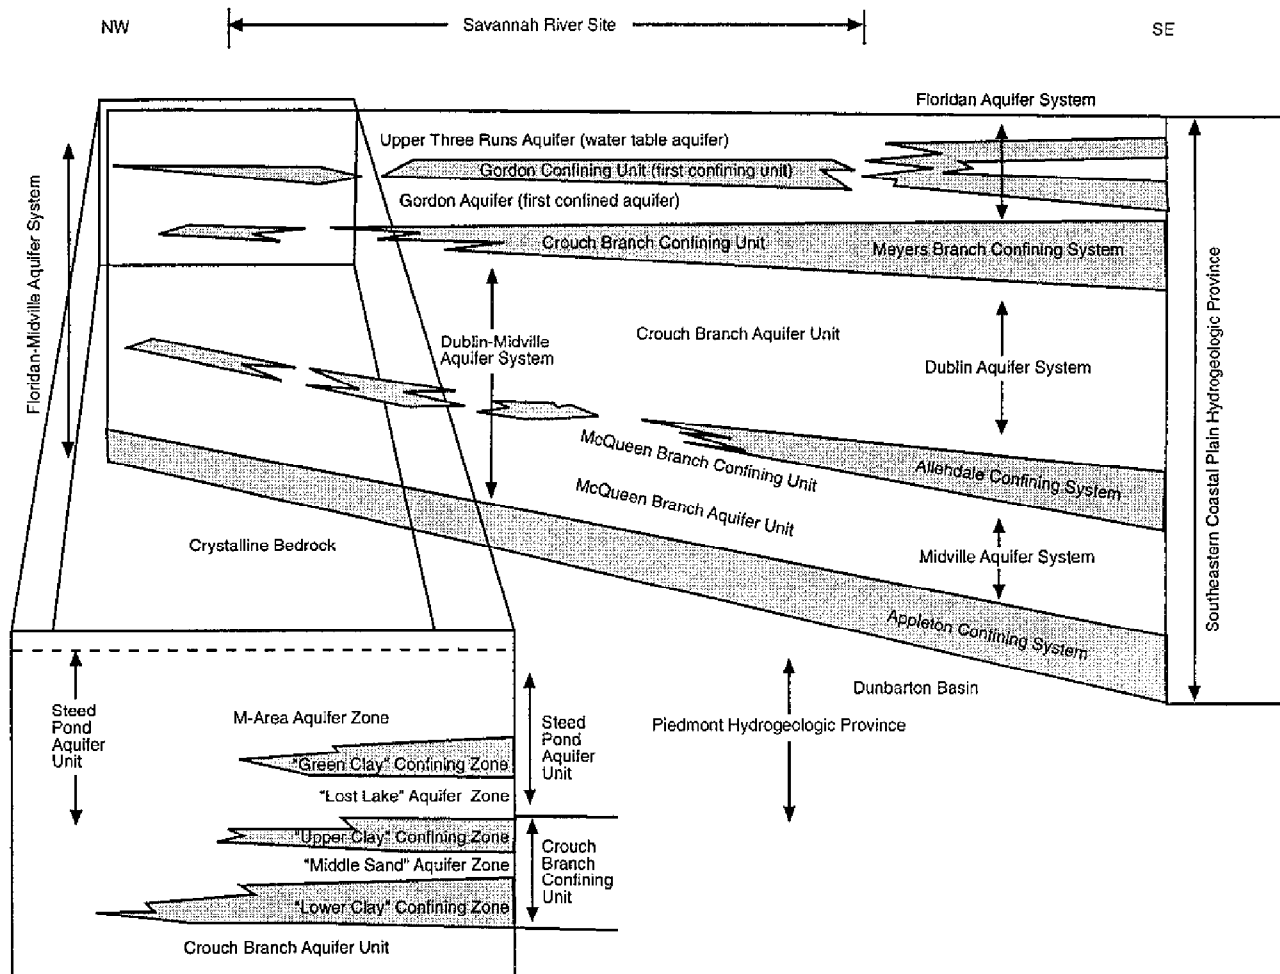 NW
Savannah River Site
SE
Floridan Aquifer System
Upper Three Runs Aquifer (water table aquifer)
Gordon Confining Unit (first confining unit)
Gordon Aquifer (first confined aquifer)
Crouch Branch Confining Unit
Meyers Branch Confining System
Floridan-Midville Aquifer System
Southeastern Coastal Plain Hydrogeologic Province
Dublin-Midville
Aquifer System
Crouch Branch Aquifer Unit
Dublin Aquifer System
McQueen Branch Confining Unit
Allendale Confining System
McQueen Branch Aquifer Unit
Midville Aquifer System
Crystalline Bedrock
Appleton Confining System
Dunbarton Basin
Piedmont Hydrogeologic Province
Steed
Pond
Aquifer
Unit
M-Area Aquifer Zone
"Green Clay" Confining Zone
"Lost Lake" Aquifer Zone
Steed
Pond
Aquifer
Unit
"Upper Clay" Confining Zone
"Middle Sand" Aquifer Zone
"Lower Clay" Confining Zone
Crouch
Branch
Confining
Unit
Crouch Branch Aquifer Unit